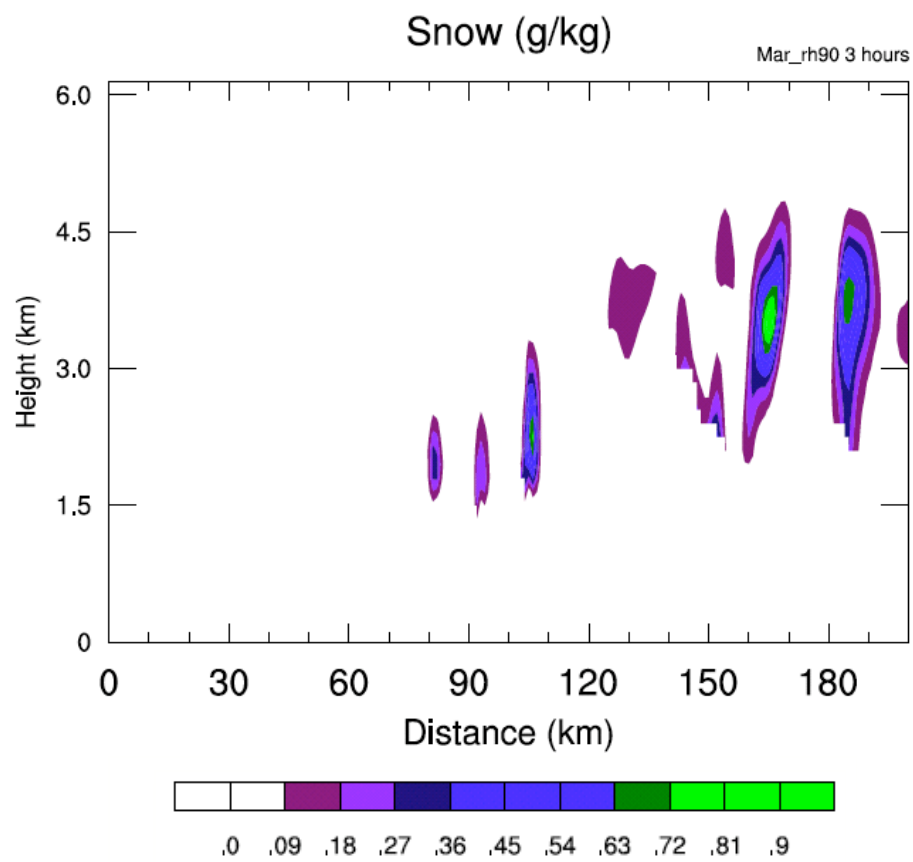 Snow (g/kg)
Mar_rh90 3 hours
6.0
4.5
3.0
1.5
0
Height (km)
0 30 60 90 120 150 180
Distance (km)
,0 ,09 ,18 ,27 ,36 ,45 ,54 ,63 ,72 ,81 ,9